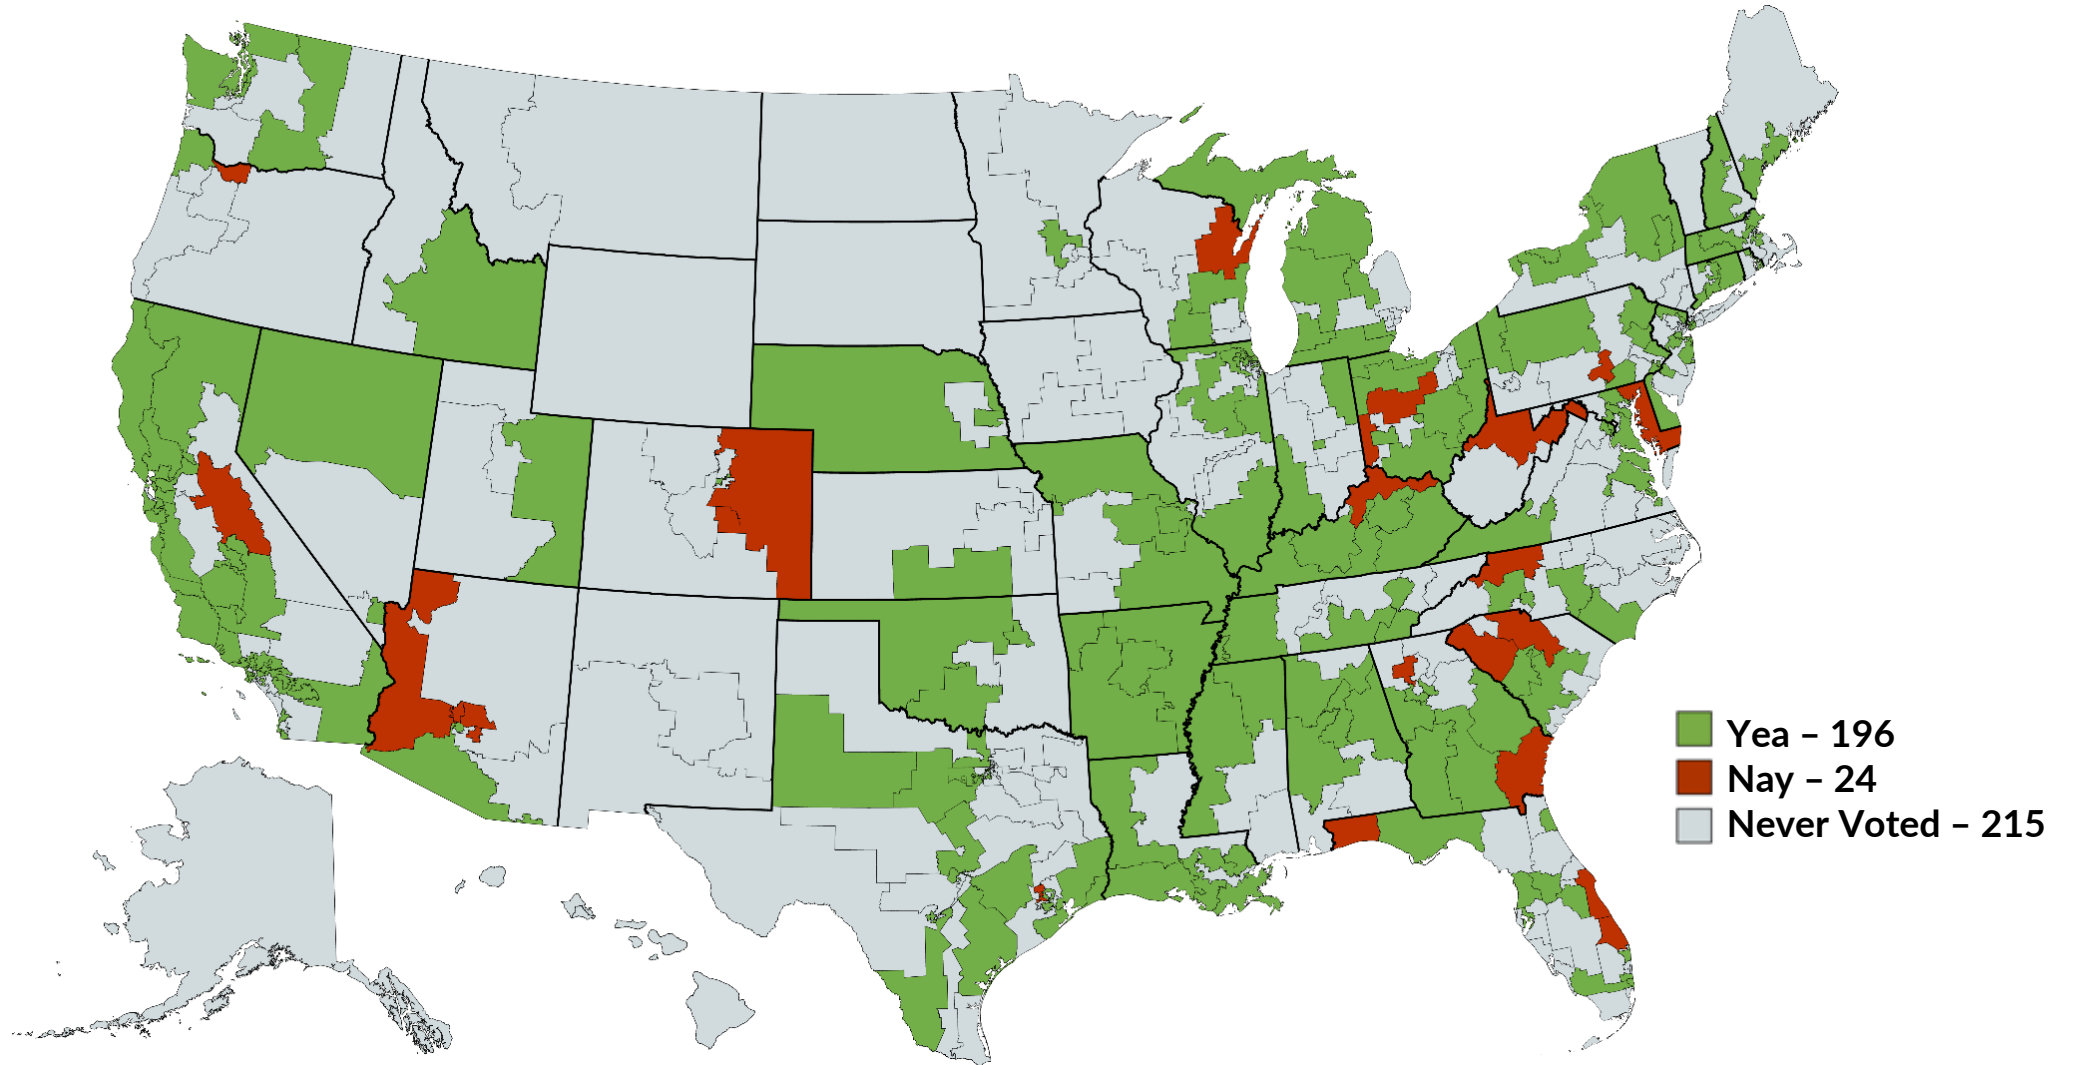 Yea – 196
Nay – 24
Never Voted – 215